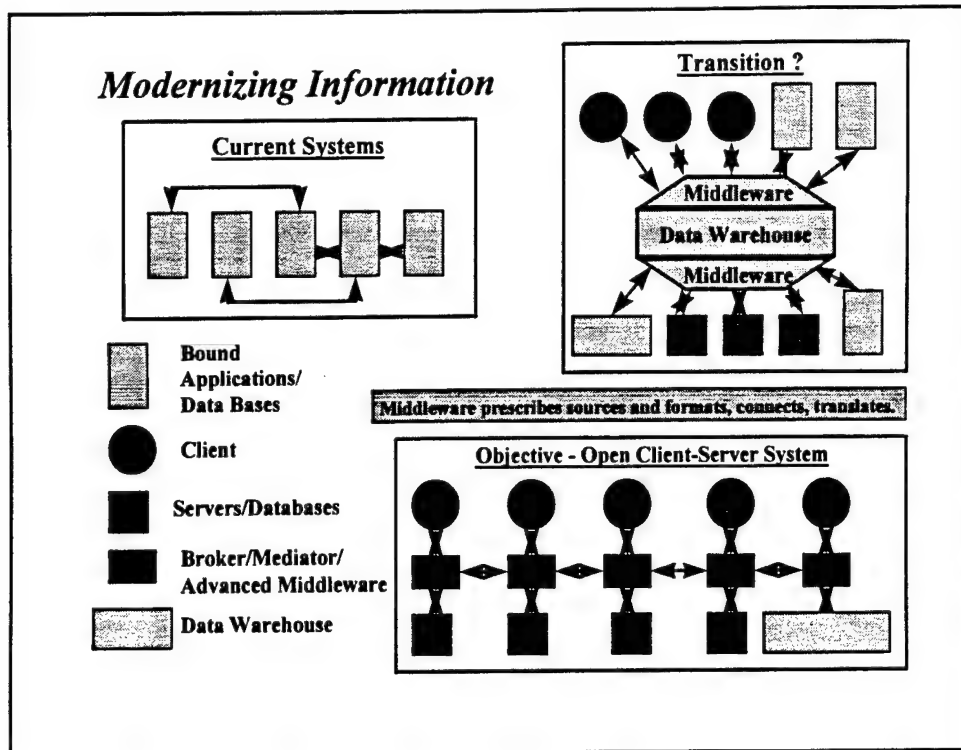 Modernizing Information
Current Systems
Transition ?
Middleware
Data Warehouse
Middleware
Bound
Applications/
Data Bases
Client
Servers/Databases
Broker/Mediator/
Advanced Middleware
Data Warehouse
Middleware prescribes sources and formats, connects, translates.
Objective - Open Client-Server System